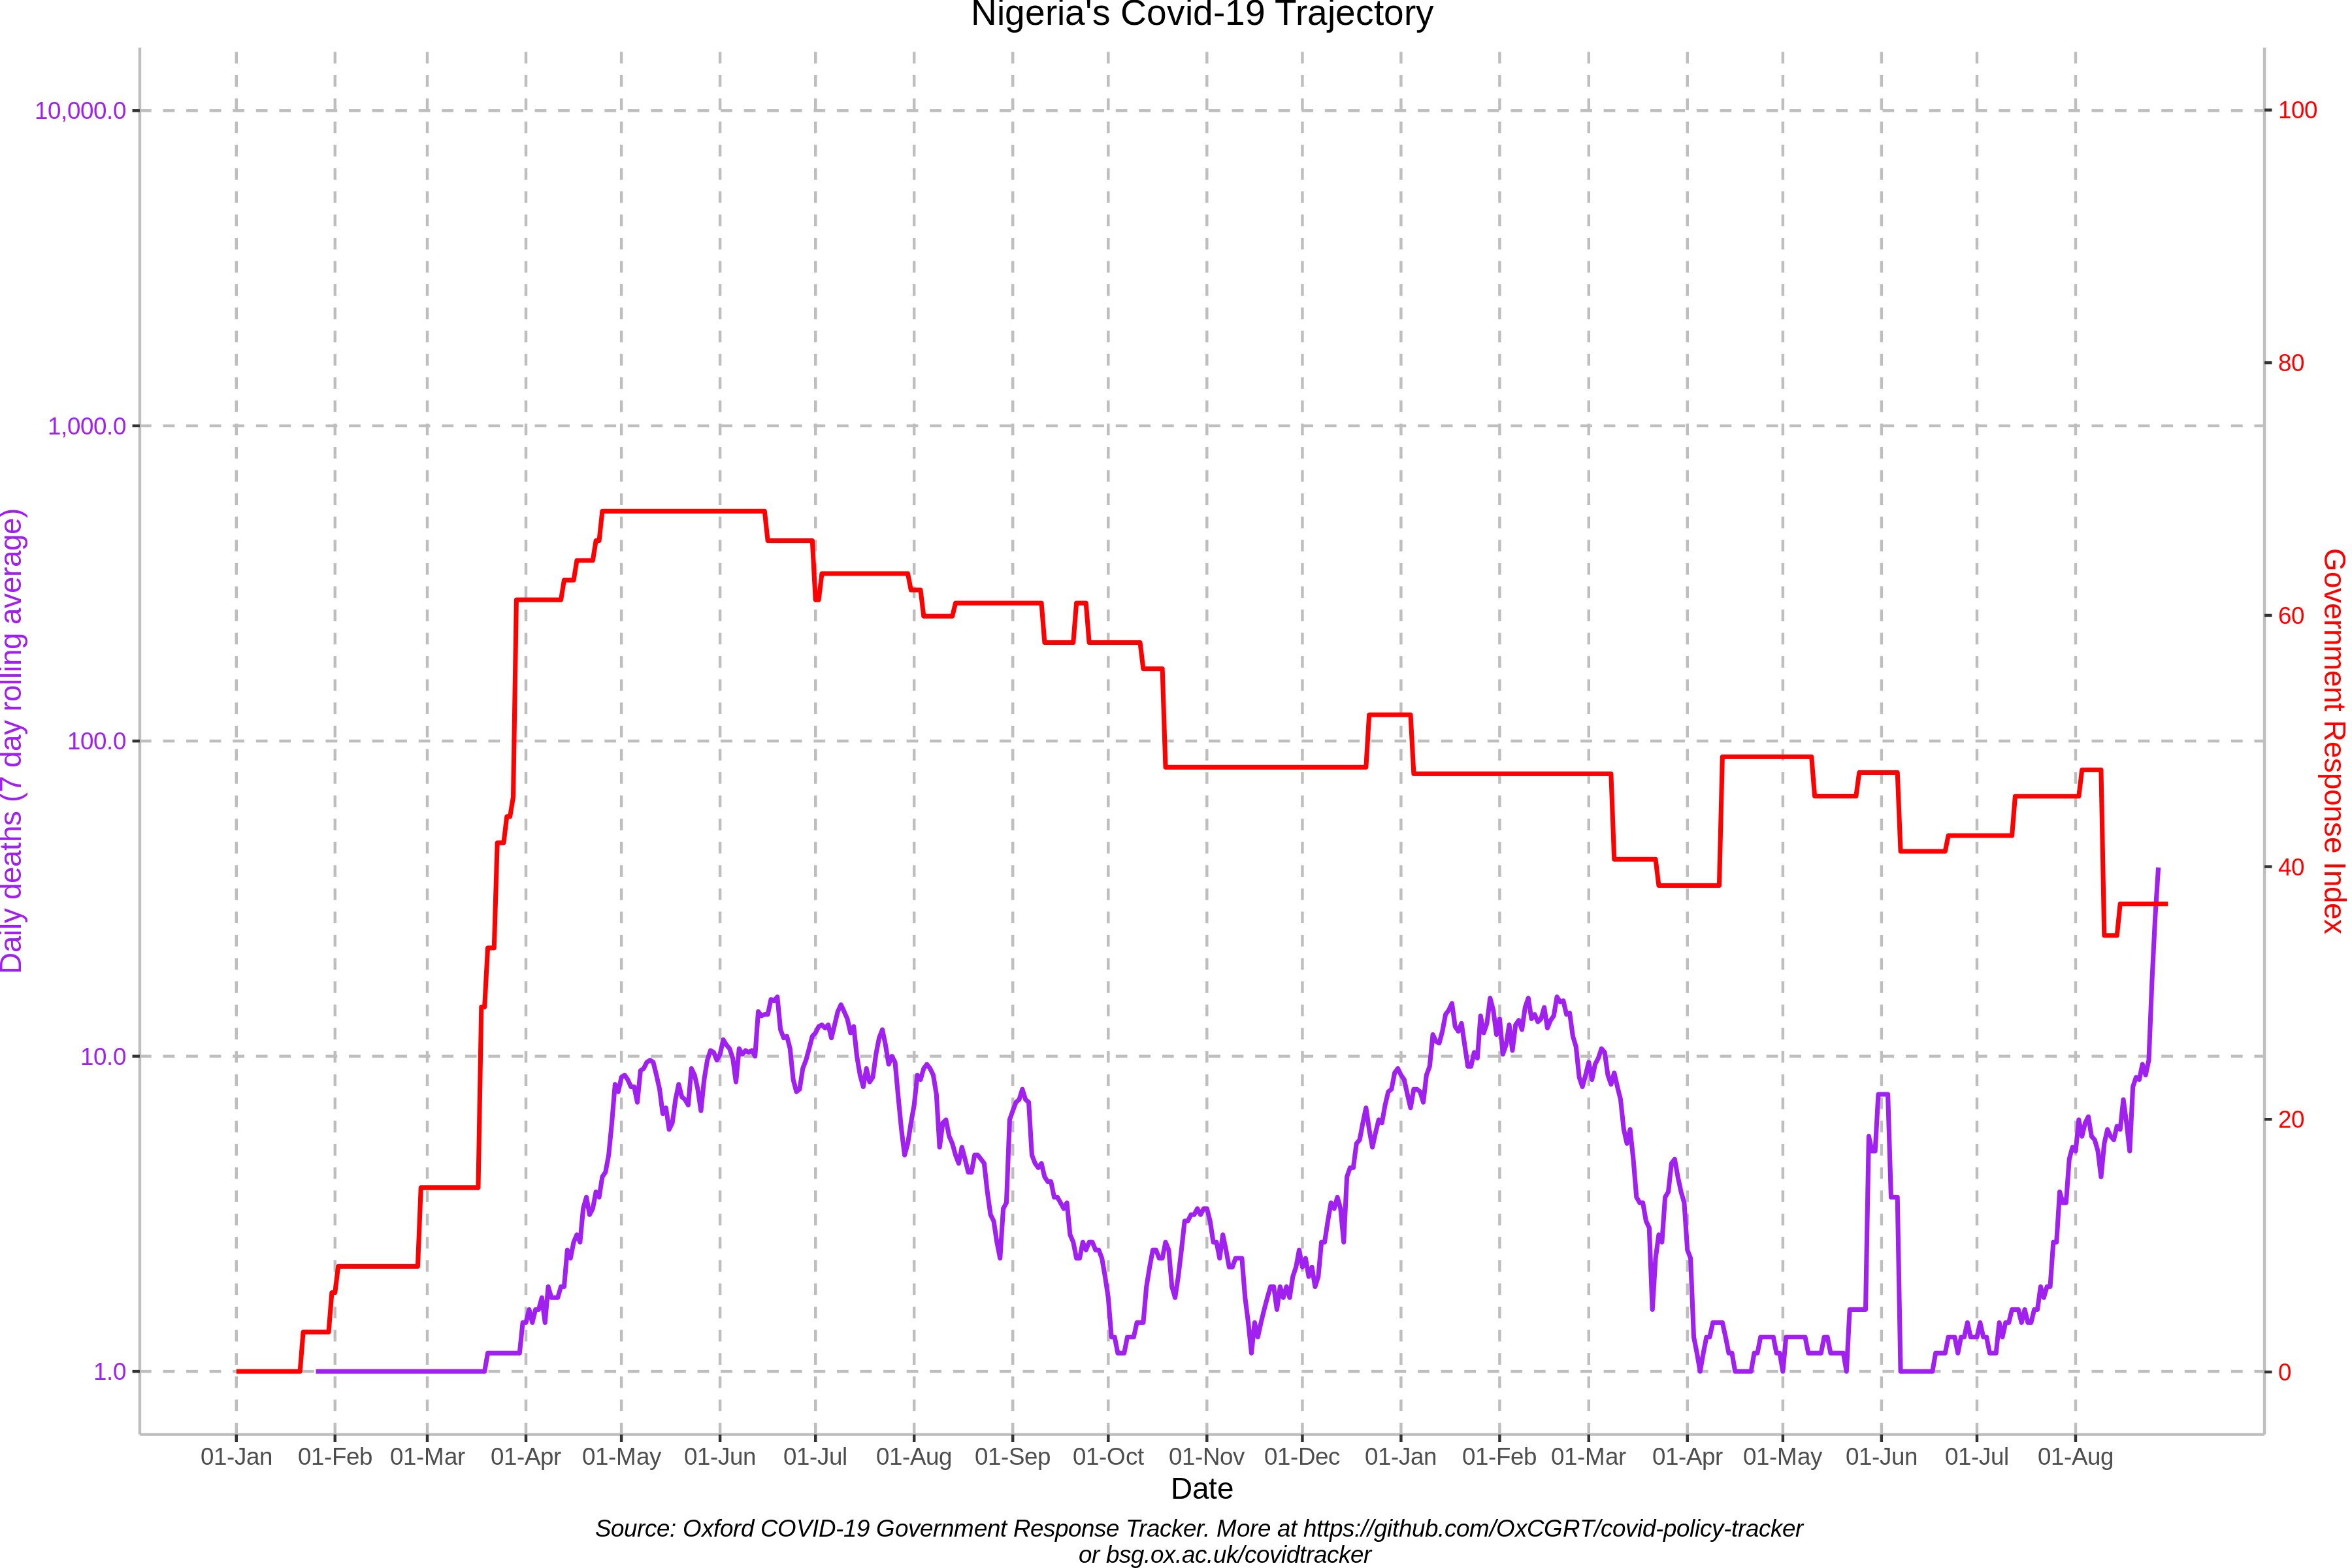 Nigeria's Covid-19 Trajectory
10,000.0
1,000.0
100.0
10.0
1.0
Daily deaths (7 day rolling average)
100
80
60
40
20
0
Government Response Index
01-Jan 01-Feb 01-Mar 01-Apr 01-May 01-Jun 01-Jul 01-Aug 01-Sep 01-Oct 01-Nov 01-Dec 01-Jan 01-Feb 01-Mar 01-Apr 01-May 01-Jun 01-Jul 01-Aug
Date
Source: Oxford COVID-19 Government Response Tracker. More at https://github.com/OxCGRT/covid-policy-tracker
or bsg.ox.ac.uk/covidtracker